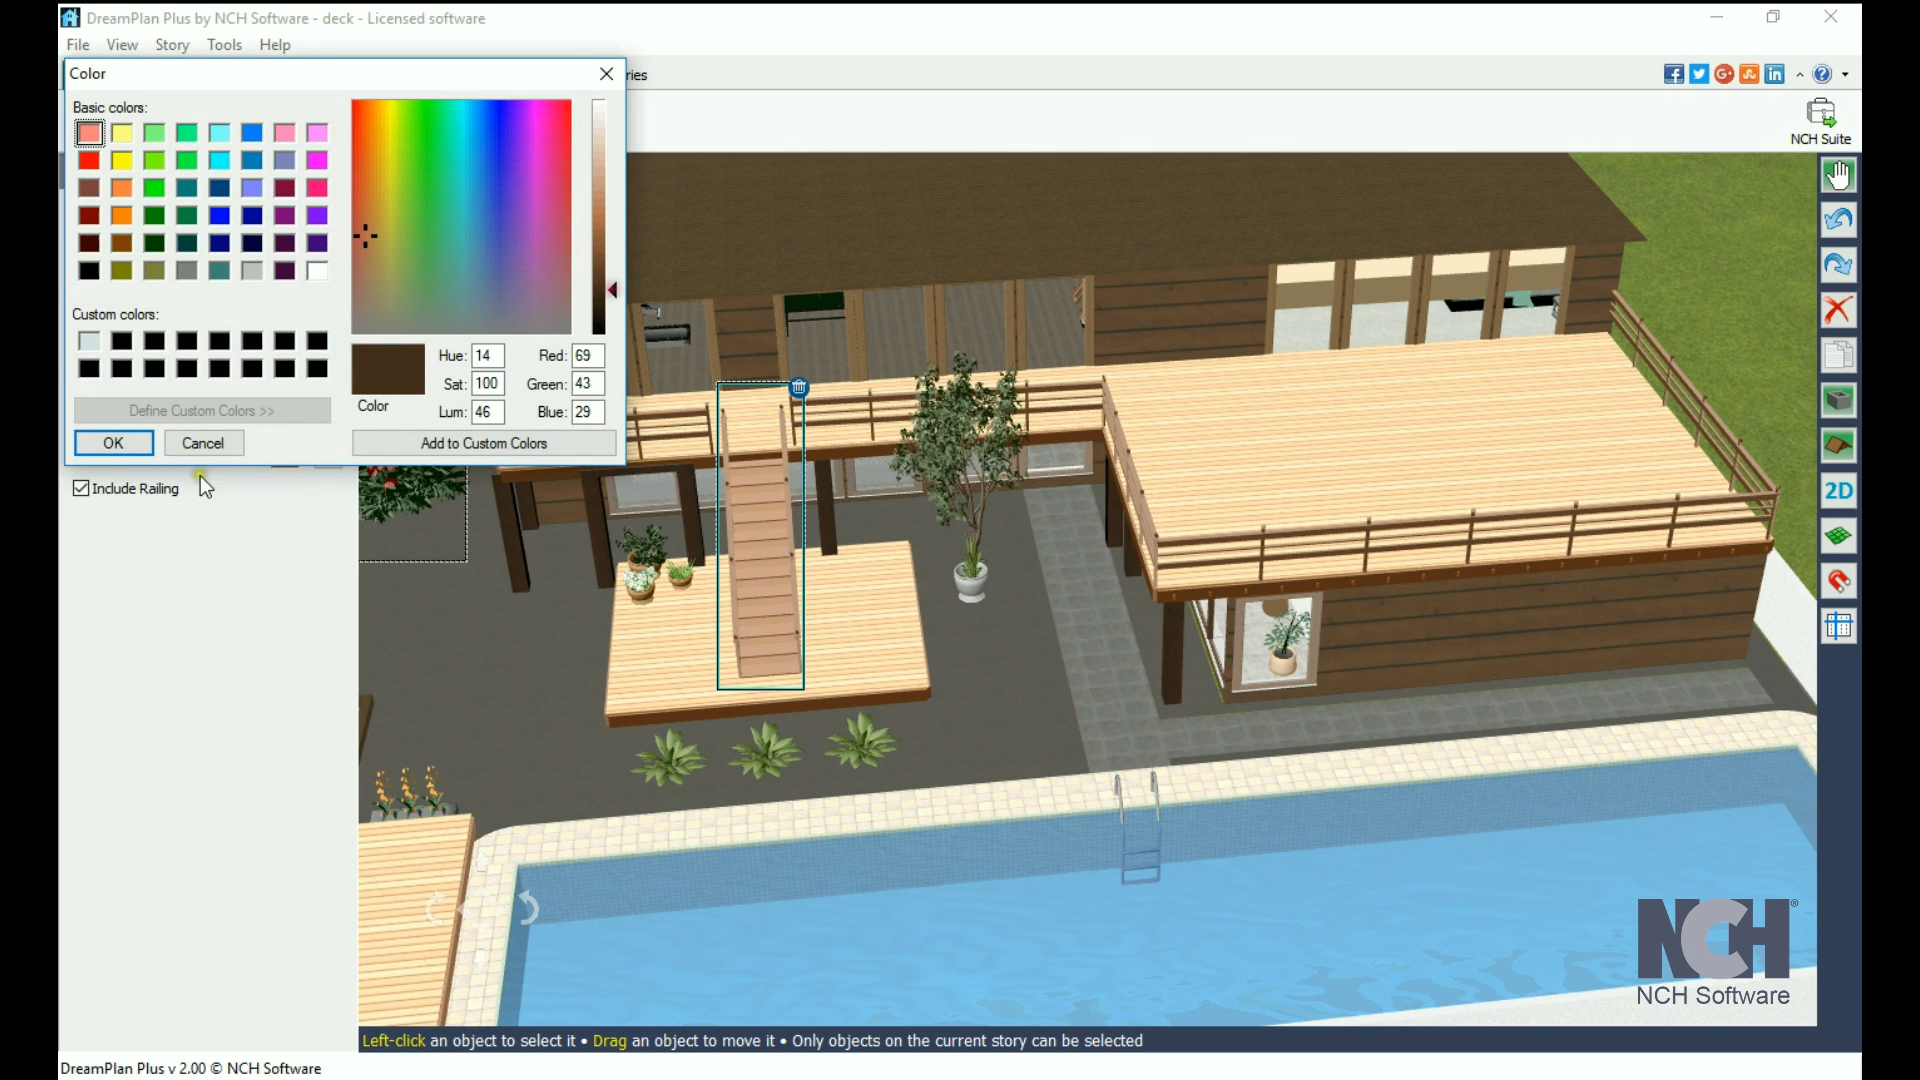 DreamPlan Plus by NCH Software - deck - Licensed software
File View Story Tools Help
Color
ries
Basic colors:
NCH Suite
Custom colors:
Hue: 14 Red: 69
Sat: 100 Green: 43
Lum: 46 Blue: 29
Color
Define Custom Colors >>
OK Cancel Add to Custom Colors
Include Railing
2D
NCH®
NCH Software
Left-click an object to select it • Drag an object to move it • Only objects on the current story can be selected
DreamPlan Plus v 2.00 © NCH Software